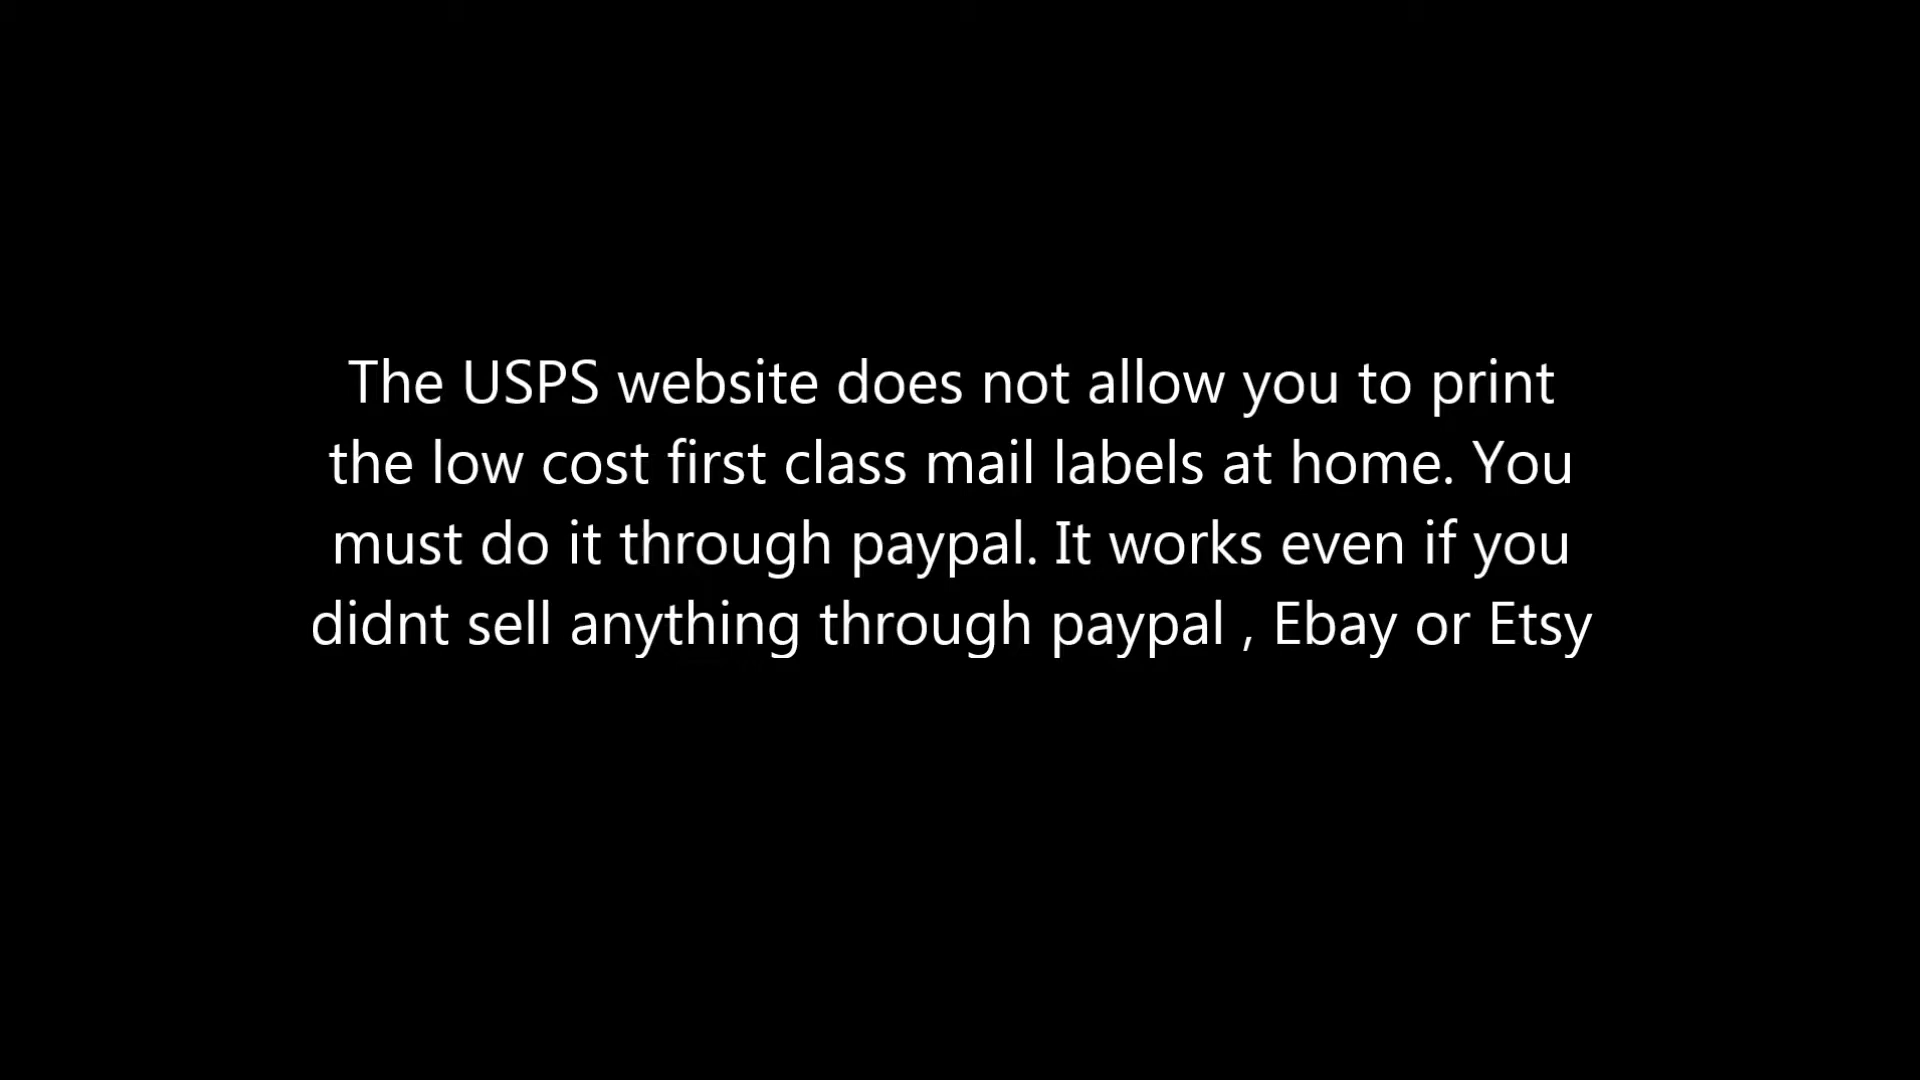 The USPS website does not allow you to print
the low cost first class mail labels at home. You
must do it through paypal. It works even if you
didnt sell anything through paypal , Ebay or Etsy